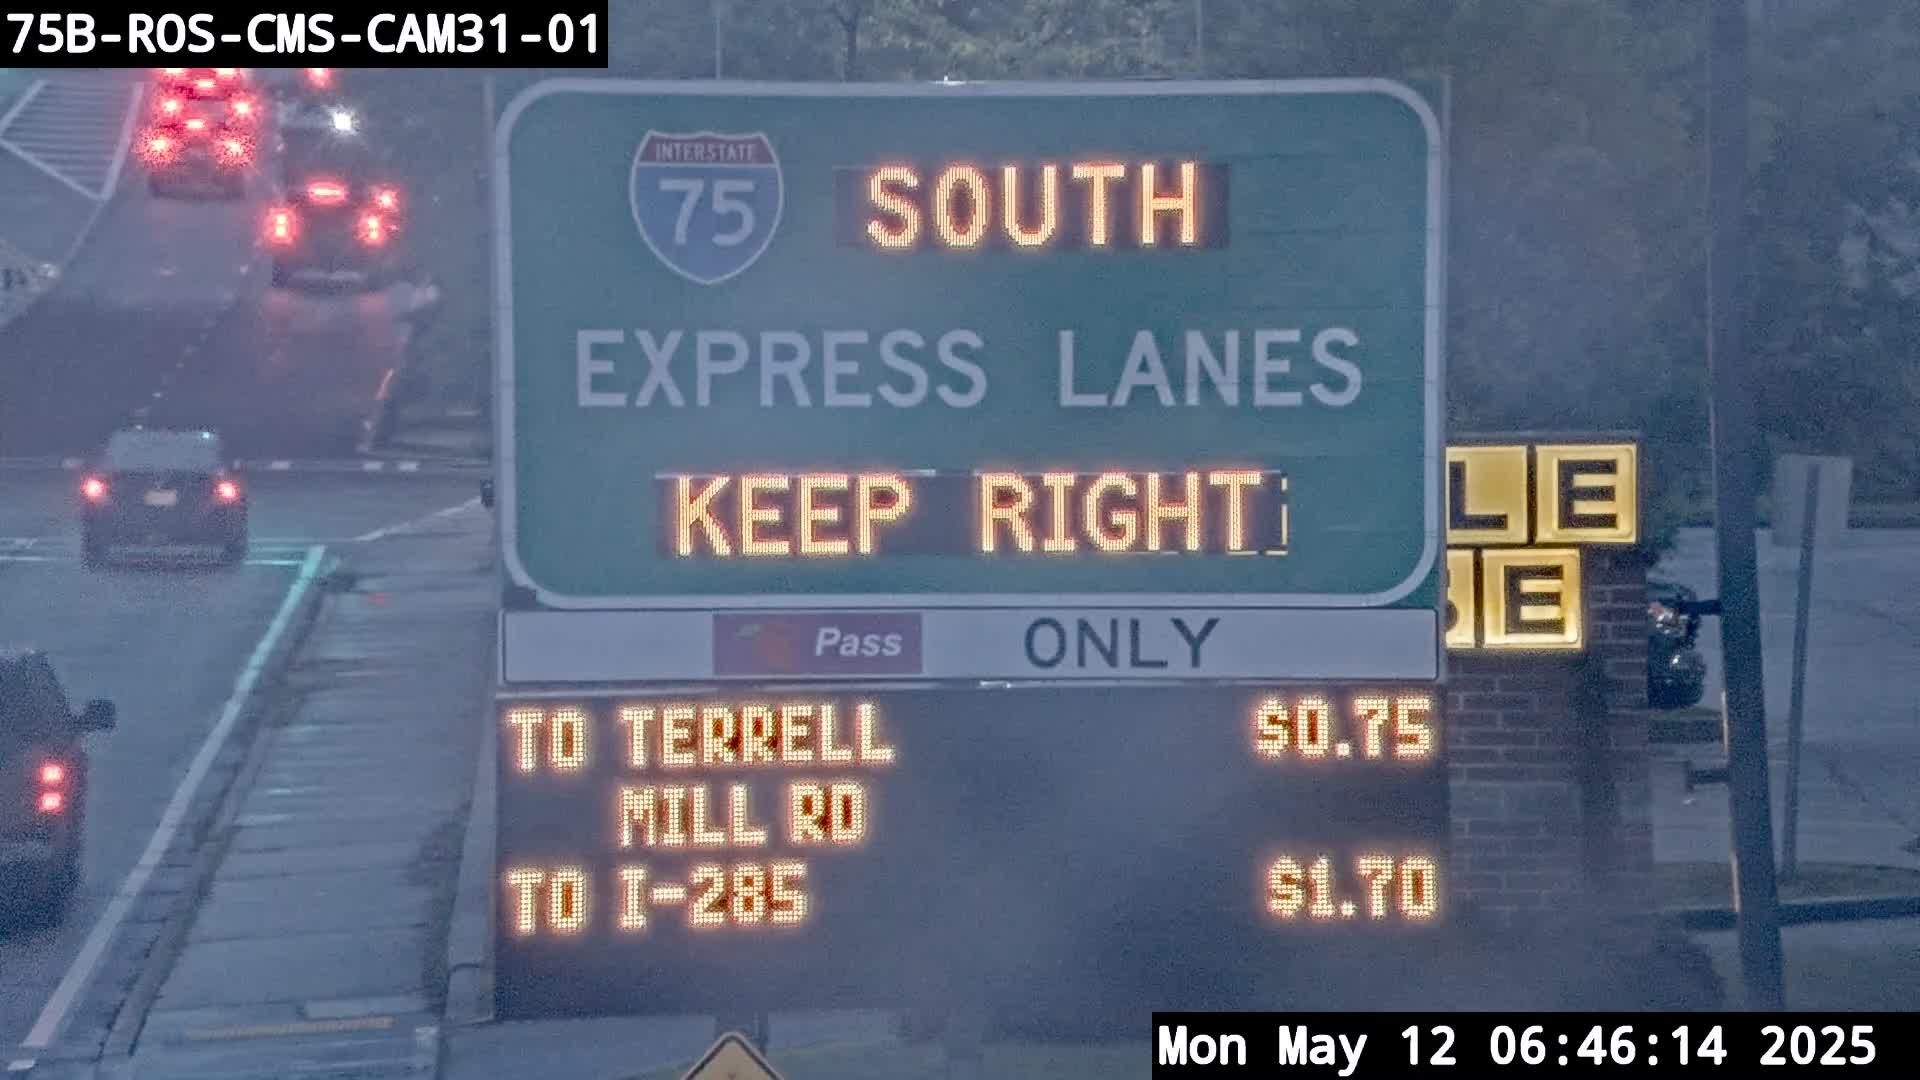 75B-ROS-CMS-CAM31-01
INTERSTATE
75
SOUTH
EXPRESS LANES
KEEP RIGHT
Pass ONLY
TO TERRELL $0.75
MILL RD
TO I-285 $1.70
LE
E
Mon May 12 06:46:14 2025